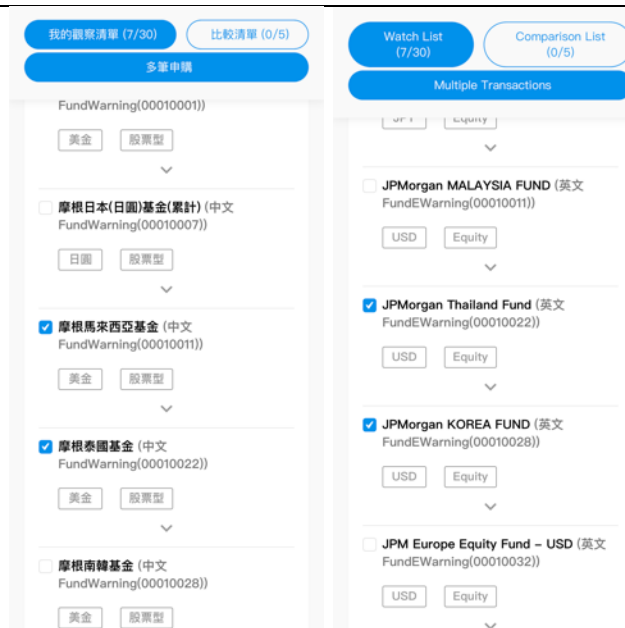 我的觀察清單 (7/30)
比較清單 (0/5)
多筆申購
FundWarning(00010001))
美金
股票型
摩根日本(日圓)基金(累計) (中文
FundWarning(00010007))
日圓
股票型
摩根馬來西亞基金 (中文
FundWarning(00010011))
美金
股票型
摩根泰國基金 (中文
FundWarning(00010022))
美金
股票型
摩根南韓基金 (中文
FundWarning(00010028))
美金
股票型
Watch List
(7/30)
Comparison List
(0/5)
Multiple Transactions
JPY
Equity
JPMorgan MALAYSIA FUND (英文
FundEWarning(00010011))
USD
Equity
JPMorgan Thailand Fund (英文
FundEWarning(00010022))
USD
Equity
JPMorgan KOREA FUND (英文
FundEWarning(00010028))
USD
Equity
JPM Europe Equity Fund – USD (英文
FundEWarning(00010032))
USD
Equity